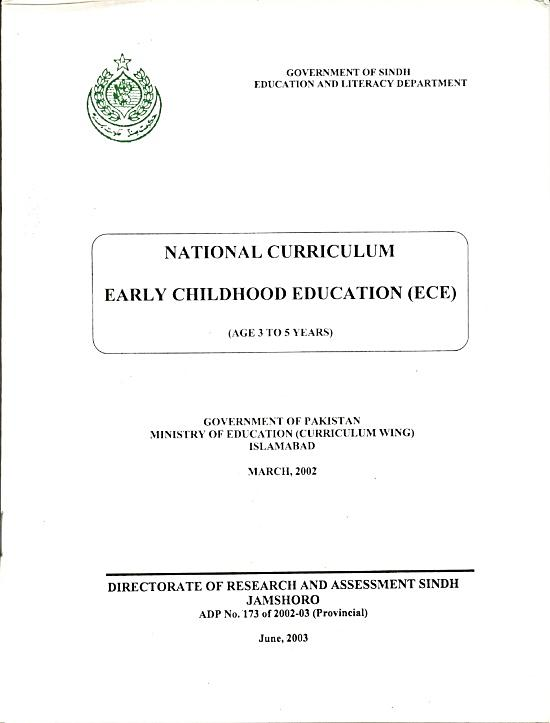 GOVERNMENT OF SINDH
EDUCATION AND LITERACY DEPARTMENT
NATIONAL CURRICULUM
EARLY CHILDHOOD EDUCATION (ECE)
(AGE 3 TO 5 YEARS)
GOVERNMENT OF PAKISTAN
MINISTRY OF EDUCATION (CURRICULUM WING)
ISLAMABAD
MARCH, 2002
DIRECTORATE OF RESEARCH AND ASSESSMENT SINDH
JAMSHORO
ADP No. 173 of 2002-03 (Provincial)
June, 2003